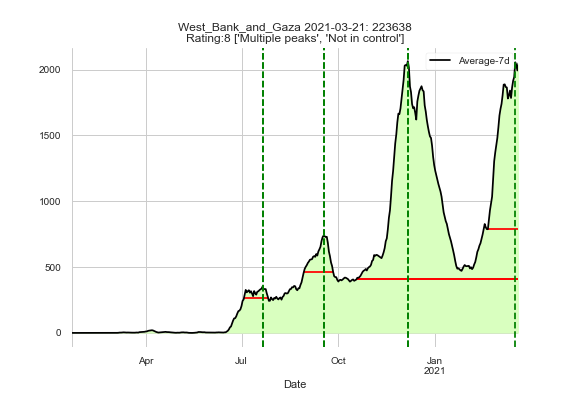 West_Bank_and_Gaza 2021-03-21: 223638
Rating:8 ['Multiple peaks', 'Not in control']
Average-7d
2000
1500
1000
500
0
Apr
Jul
Oct
Jan
2021
Date